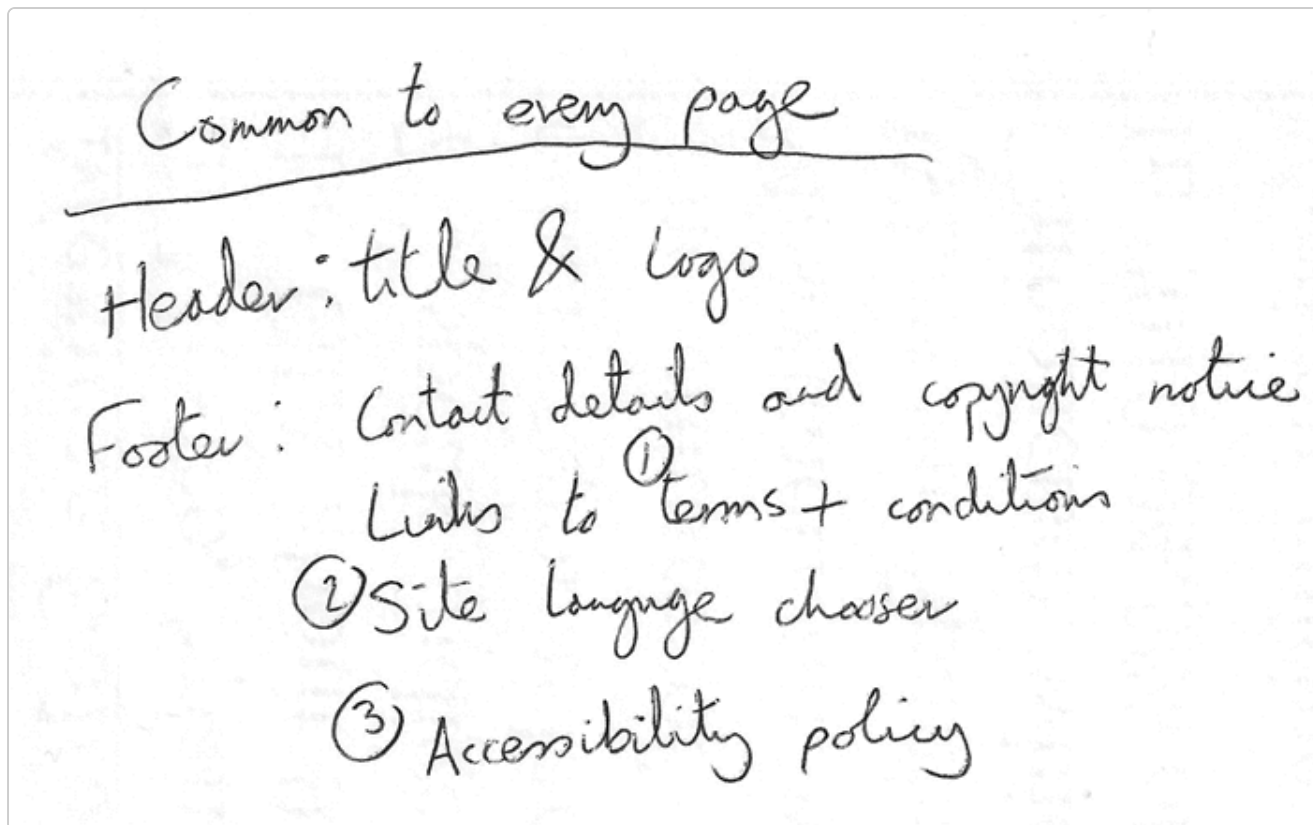 Common to every page
Header: title & logo
Footer: Contact details and copyright notice
Links to ① terms + conditions
② Site language chooser
③ Accessibility policy